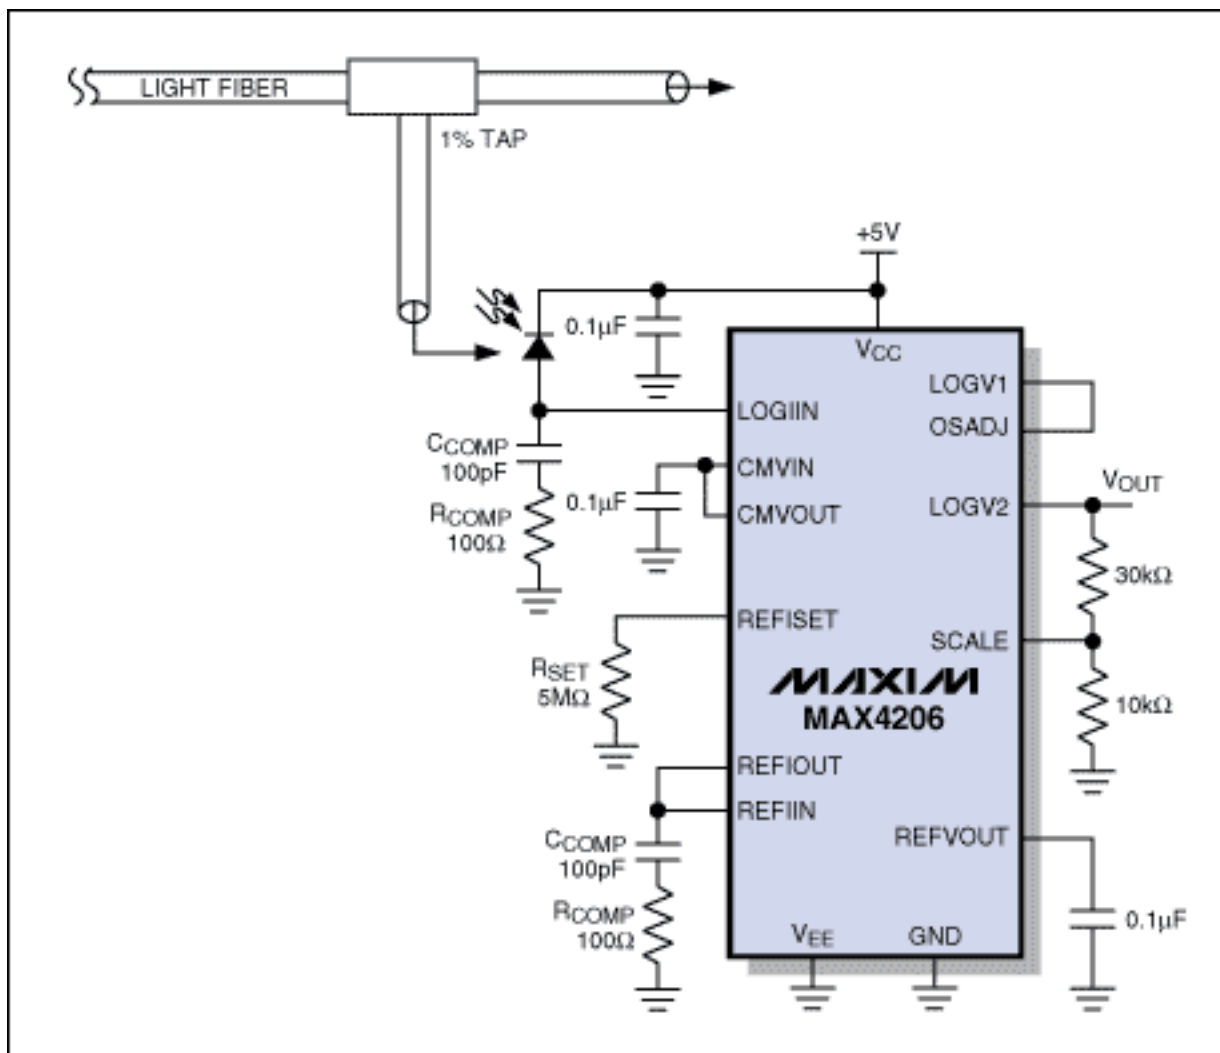 LIGHT FIBER
1% TAP
+5V
0.1µF
VCC
LOGV1
LOGIIN
OSADJ
CCOMP
100pF
CMVIN
VOUT
0.1µF
CMVOUT
LOGV2
RCOMP
100Ω
30kΩ
REFISET
SCALE
RSET
5MΩ
MAXIM
MAX4206
10kΩ
REFIOUT
REFIIN
CCOMP
100pF
REFVOUT
RCOMP
100Ω
VEE
GND
0.1µF